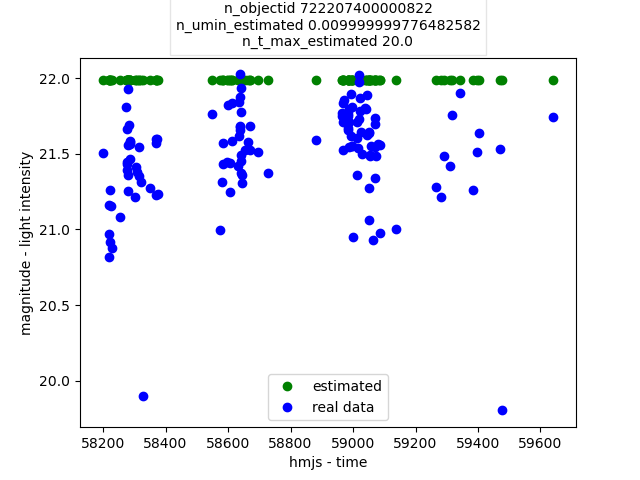 n_objectid 722207400000822
n_umin_estimated 0.009999999776482582
n_t_max_estimated 20.0
22.0
21.5
21.0
20.5
20.0
magnitude - light intensity
estimated
real data
58200 58400 58600 58800 59000 59200 59400 59600
hmjs - time